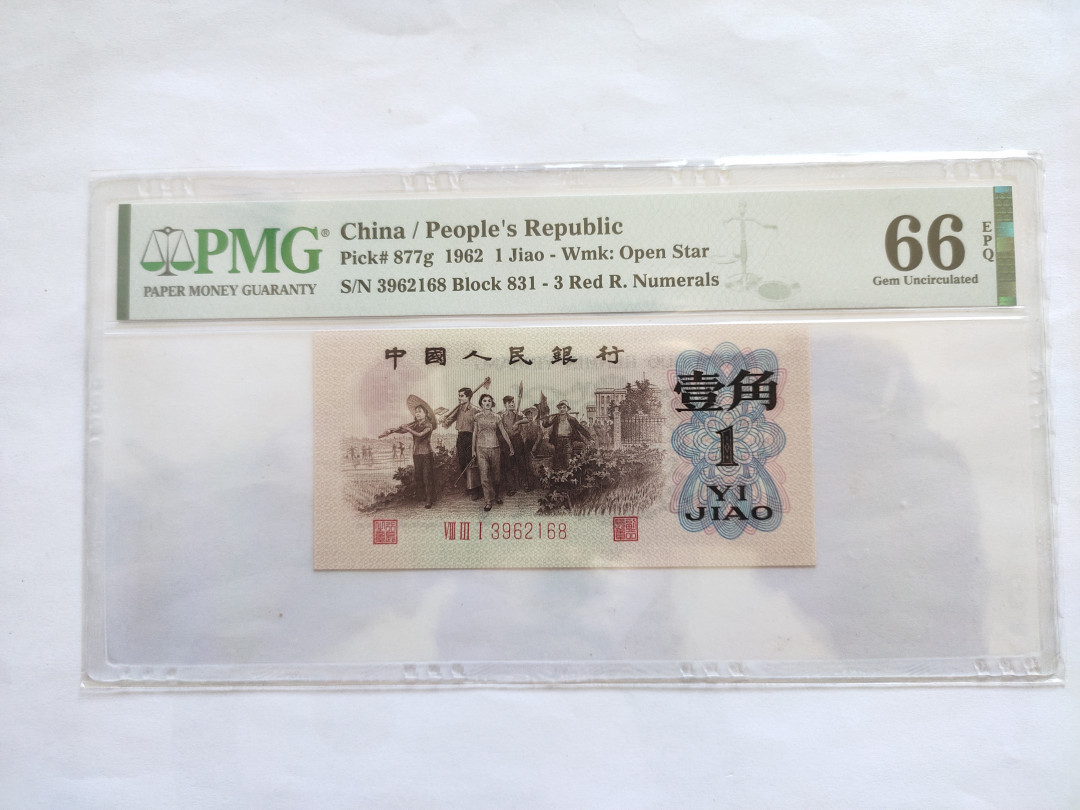 PMG®
PAPER MONEY GUARANTY
China / People's Republic
Pick# 877g 1962 1 Jiao - Wmk: Open Star
S/N 3962168 Block 831 - 3 Red R. Numerals
66
EPQ
Gem Uncirculated
中國人民銀行
壹角
1
YI
JIAO
VIII III I 3962168